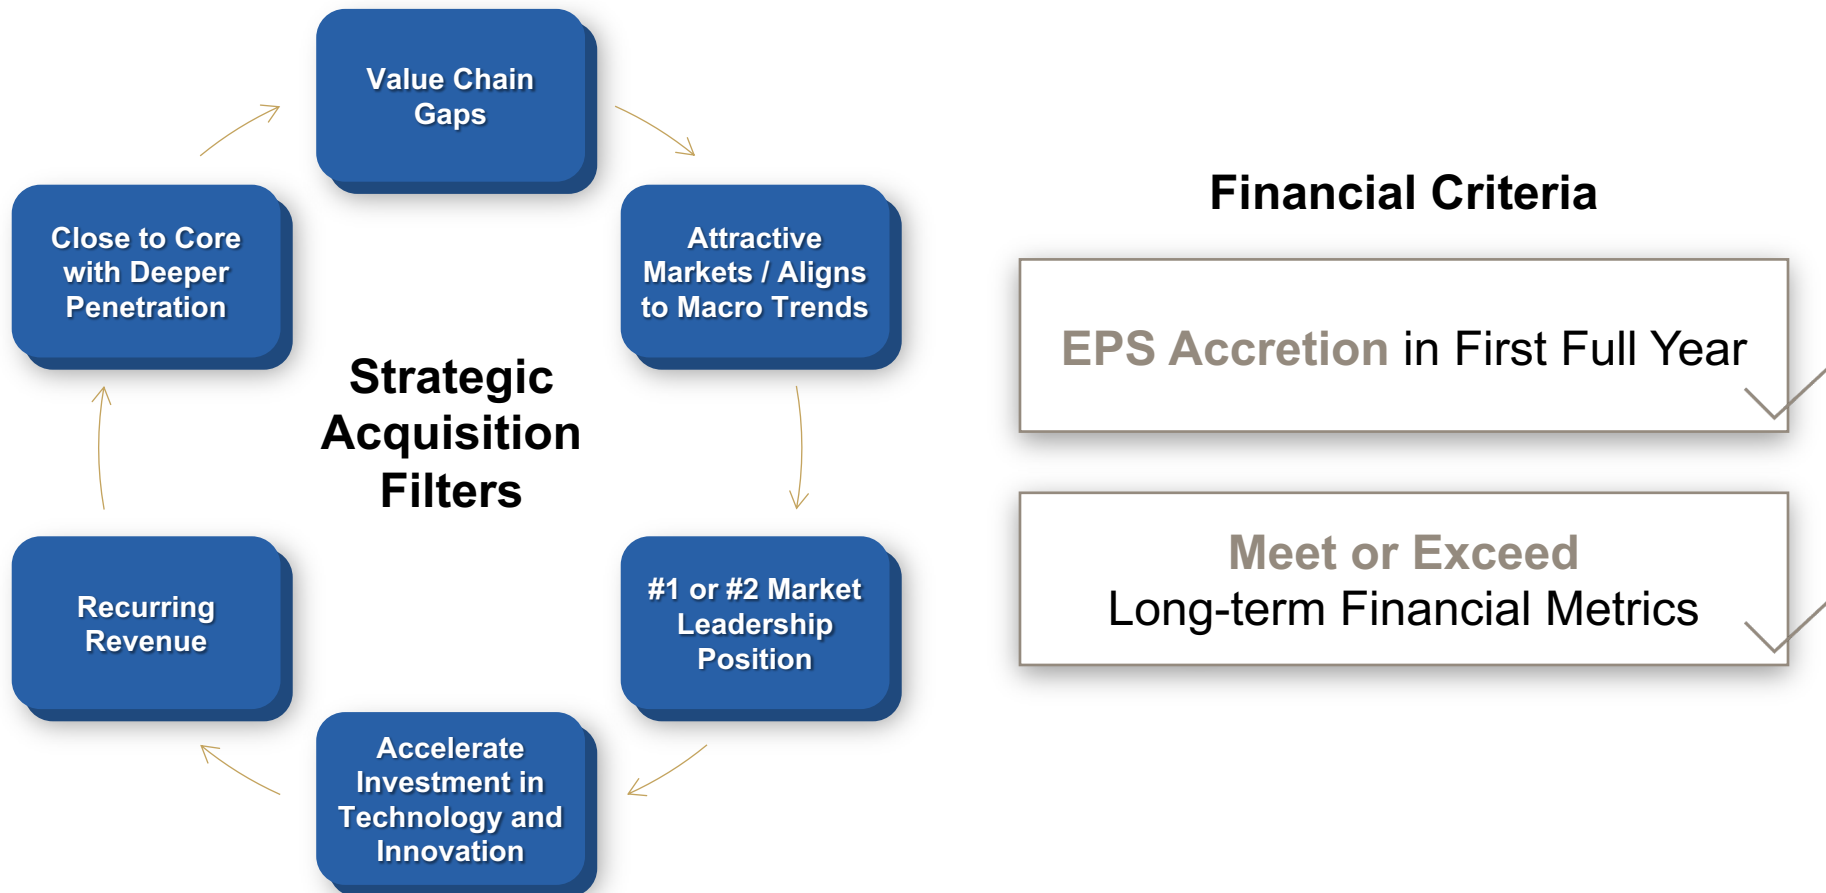 Value Chain
Gaps
Attractive
Markets / Aligns
to Macro Trends
#1 or #2 Market
Leadership
Position
Accelerate
Investment in
Technology and
Innovation
Recurring
Revenue
Close to Core
with Deeper
Penetration
Strategic
Acquisition
Filters
Financial Criteria
EPS Accretion in First Full Year
Meet or Exceed
Long-term Financial Metrics